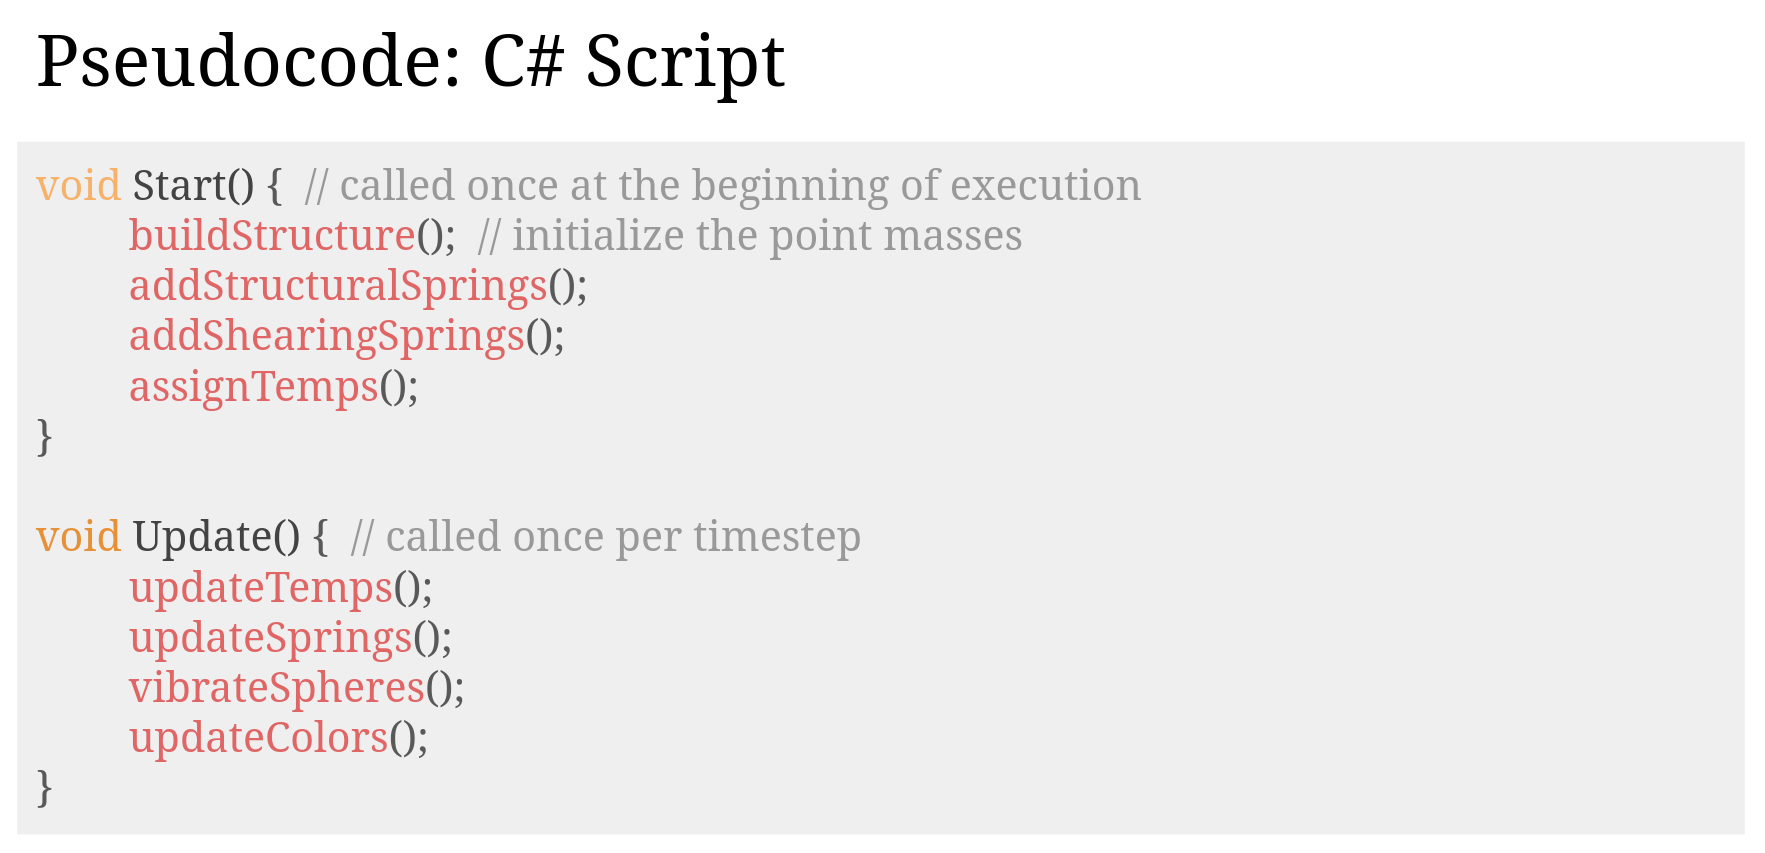 Pseudocode: C# Script
void Start() { // called once at the beginning of execution
buildStructure(); // initialize the point masses
addStructuralSprings();
addShearingSprings();
assignTemps();
}
void Update() { // called once per timestep
updateTemps();
updateSprings();
vibrateSpheres();
updateColors();
}